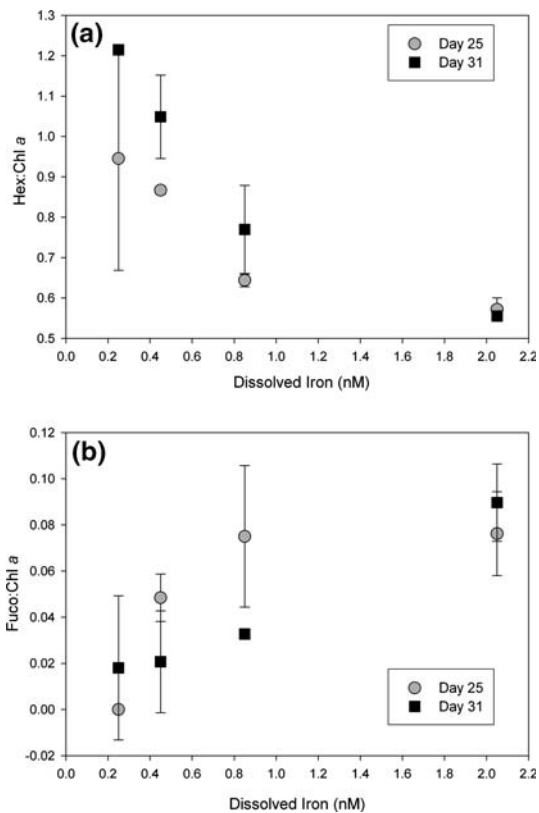 (a)
Day 25
Day 31
Hex:Chl a
1.3
1.2
1.1
1.0
0.9
0.8
0.7
0.6
0.5
0.0 0.2 0.4 0.6 0.8 1.0 1.2 1.4 1.6 1.8 2.0 2.2
Dissolved Iron (nM)
(b)
Fuco:Chl a
0.12
0.10
0.08
0.06
0.04
0.02
0.00
-0.02
Day 25
Day 31
0.0 0.2 0.4 0.6 0.8 1.0 1.2 1.4 1.6 1.8 2.0 2.2
Dissolved Iron (nM)